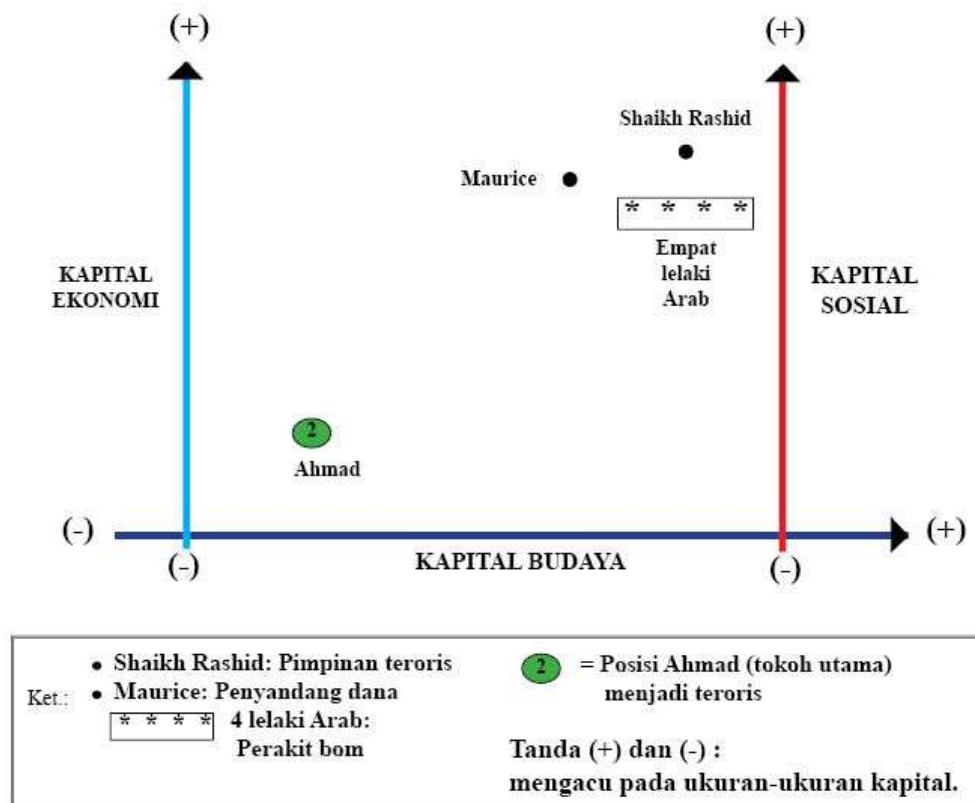 (+)
(+)
Shaikh Rashid
Maurice
* * * *
Empat
lelaki
Arab
KAPITAL
EKONOMI
KAPITAL
SOSIAL
2
Ahmad
(-)
(+)
(-)
KAPITAL BUDAYA
(-)
Ket.:
• Shaikh Rashid: Pimpinan teroris
• Maurice: Penyandang dana
* * * * 4 lelaki Arab:
Perakit bom
2 = Posisi Ahmad (tokoh utama)
menjadi teroris
Tanda (+) dan (-) :
mengacu pada ukuran-ukuran kapital.